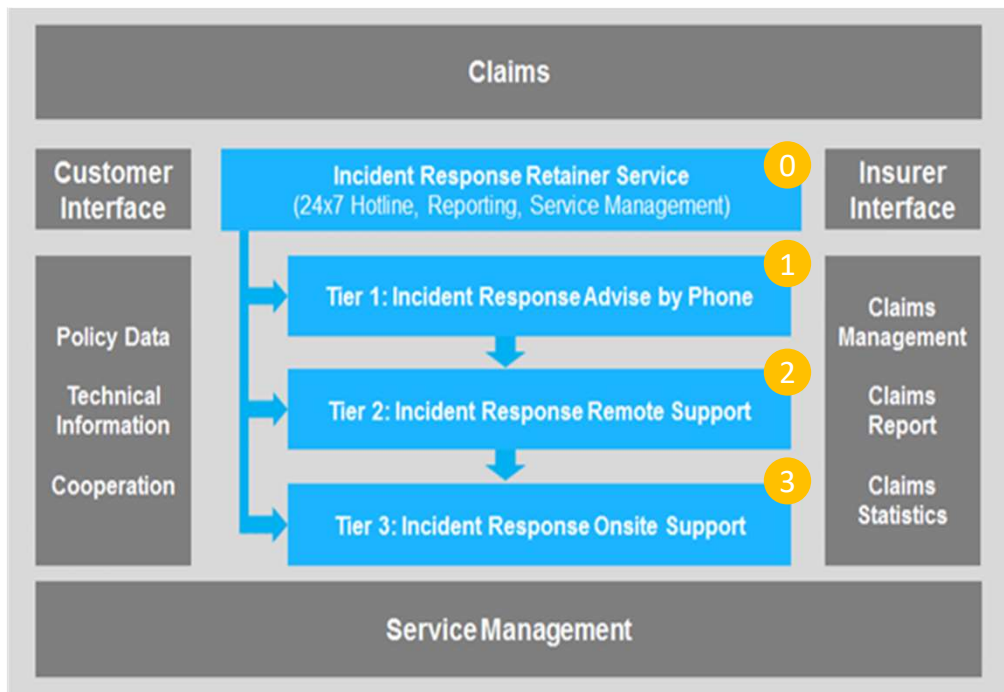 Claims
Customer
Interface
Incident Response Retainer Service
(24x7 Hotline, Reporting, Service Management)
0
Insurer
Interface
Policy Data
Technical
Information
Cooperation
1
Tier 1: Incident Response Advise by Phone
2
Tier 2: Incident Response Remote Support
3
Tier 3: Incident Response Onsite Support
Claims
Management
Claims
Report
Claims
Statistics
Service Management